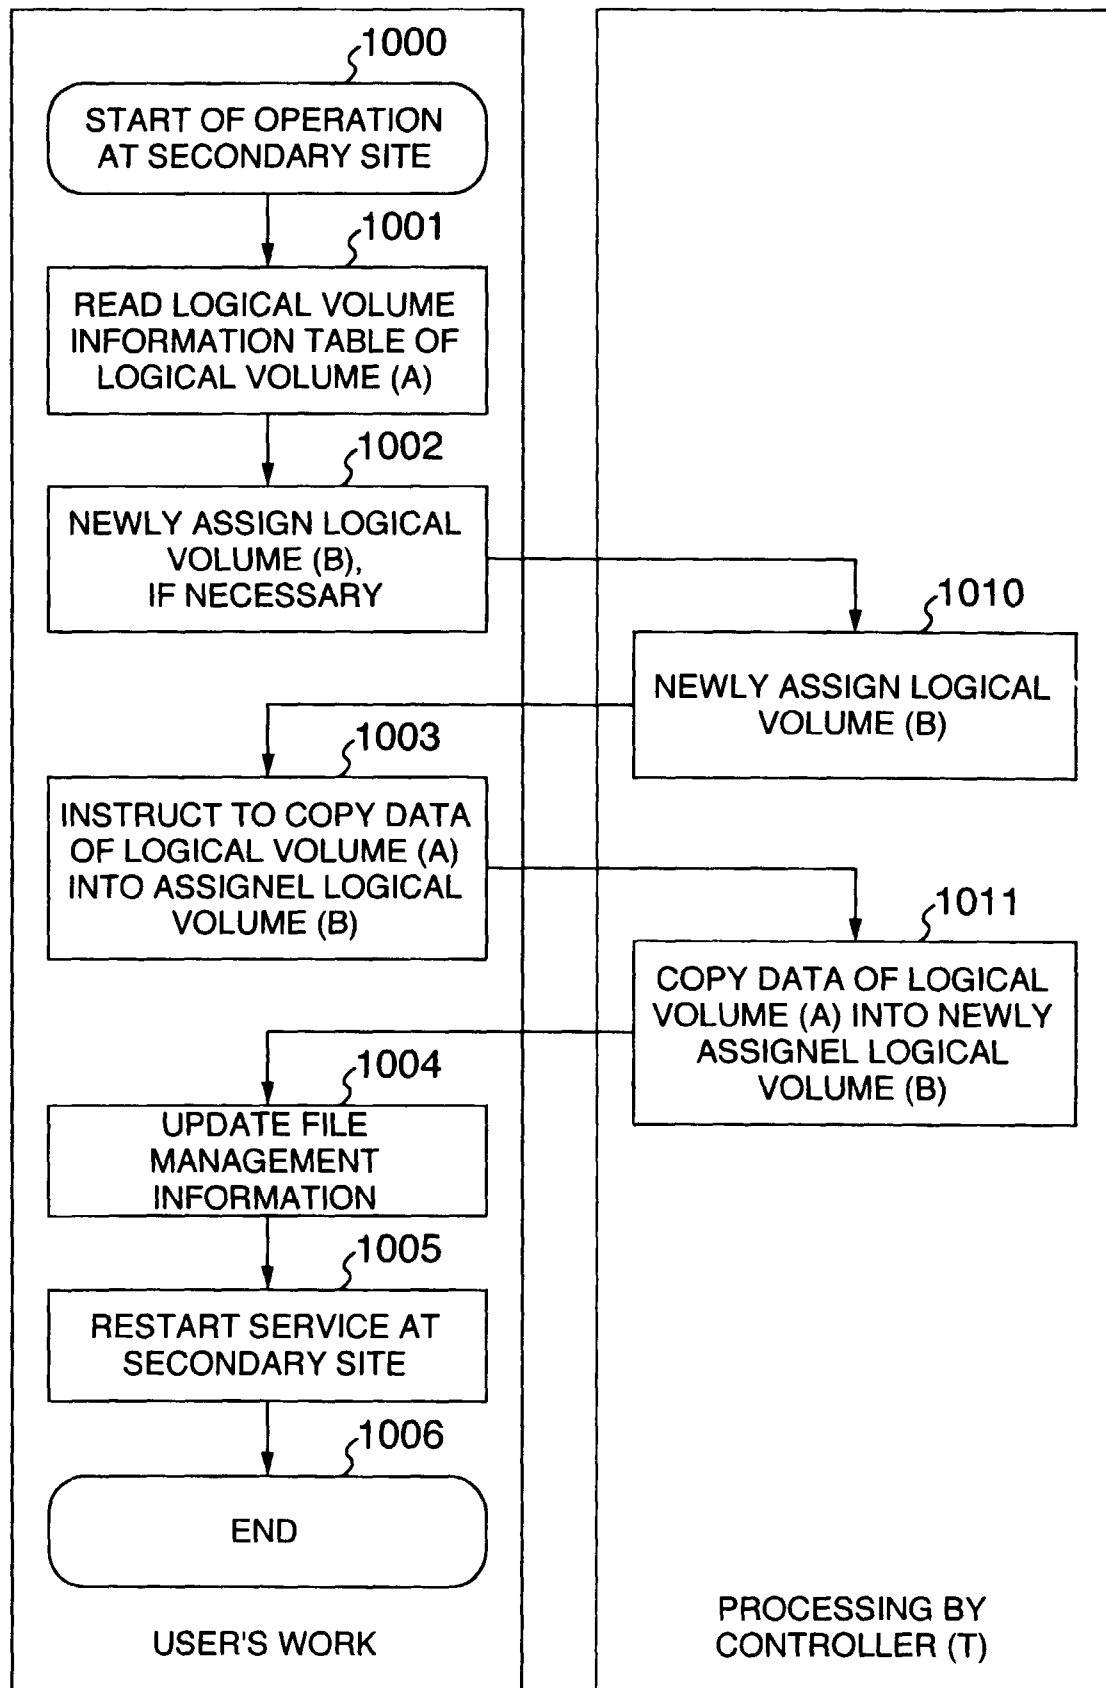 1000
START OF OPERATION
AT SECONDARY SITE
1001
READ LOGICAL VOLUME
INFORMATION TABLE OF
LOGICAL VOLUME (A)
1002
NEWLY ASSIGN LOGICAL
VOLUME (B),
IF NECESSARY
1010
NEWLY ASSIGN LOGICAL
VOLUME (B)
1003
INSTRUCT TO COPY DATA
OF LOGICAL VOLUME (A)
INTO ASSIGNEL LOGICAL
VOLUME (B)
1011
COPY DATA OF LOGICAL
VOLUME (A) INTO NEWLY
ASSIGNEL LOGICAL
VOLUME (B)
1004
UPDATE FILE
MANAGEMENT
INFORMATION
1005
RESTART SERVICE AT
SECONDARY SITE
1006
END
USER'S WORK
PROCESSING BY
CONTROLLER (T)